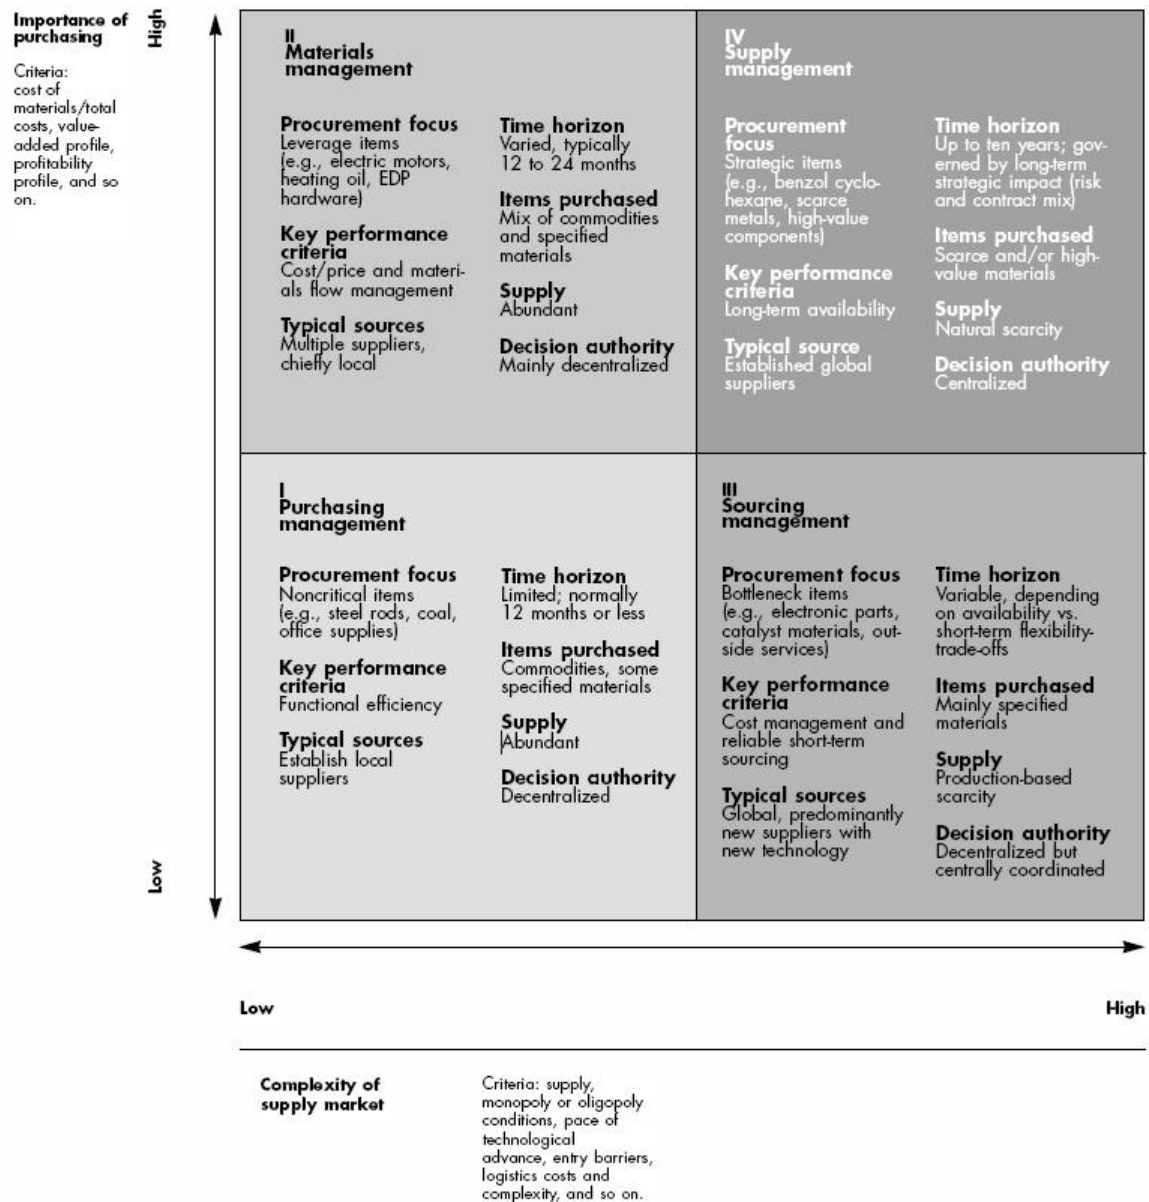 Importance of
purchasing
Criteria:
cost of
materials/total
costs, value-
added profile,
profitability
profile, and so
on.
High
Low
II
Materials
management
Procurement focus
Leverage items
(e.g., electric motors,
heating oil, EDP
hardware)
Key performance
criteria
Cost/price and materi-
als flow management
Typical sources
Multiple suppliers,
chiefly local
Time horizon
Varied, typically
12 to 24 months
Items purchased
Mix of commodities
and specified
materials
Supply
Abundant
Decision authority
Mainly decentralized
IV
Supply
management
Procurement
focus
Strategic items
(e.g., benzol cyclo-
hexane, scarce
metals, high-value
components)
Key performance
criteria
Long-term availability
Typical source
Established global
suppliers
Time horizon
Up to ten years; gov-
erned by long-term
strategic impact (risk
and contract mix)
Items purchased
Scarce and/or high-
value materials
Supply
Natural scarcity
Decision authority
Centralized
I
Purchasing
management
Procurement focus
Noncritical items
(e.g., steel rods, coal,
office supplies)
Key performance
criteria
Functional efficiency
Typical sources
Establish local
suppliers
Time horizon
Limited; normally
12 months or less
Items purchased
Commodities, some
specified materials
Supply
Abundant
Decision authority
Decentralized
III
Sourcing
management
Procurement focus
Bottleneck items
(e.g., electronic parts,
catalyst materials, out-
side services)
Key performance
criteria
Cost management and
reliable short-term
sourcing
Typical sources
Global, predominantly
new suppliers with
new technology
Time horizon
Variable, depending
on availability vs.
short-term flexibility-
trade-offs
Items purchased
Mainly specified
materials
Supply
Production-based
scarcity
Decision authority
Decentralized but
centrally coordinated
Low
High
Complexity of
supply market
Criteria: supply,
monopoly or oligopoly
conditions, pace of
technological
advance, entry barriers,
logistics costs and
complexity, and so on.